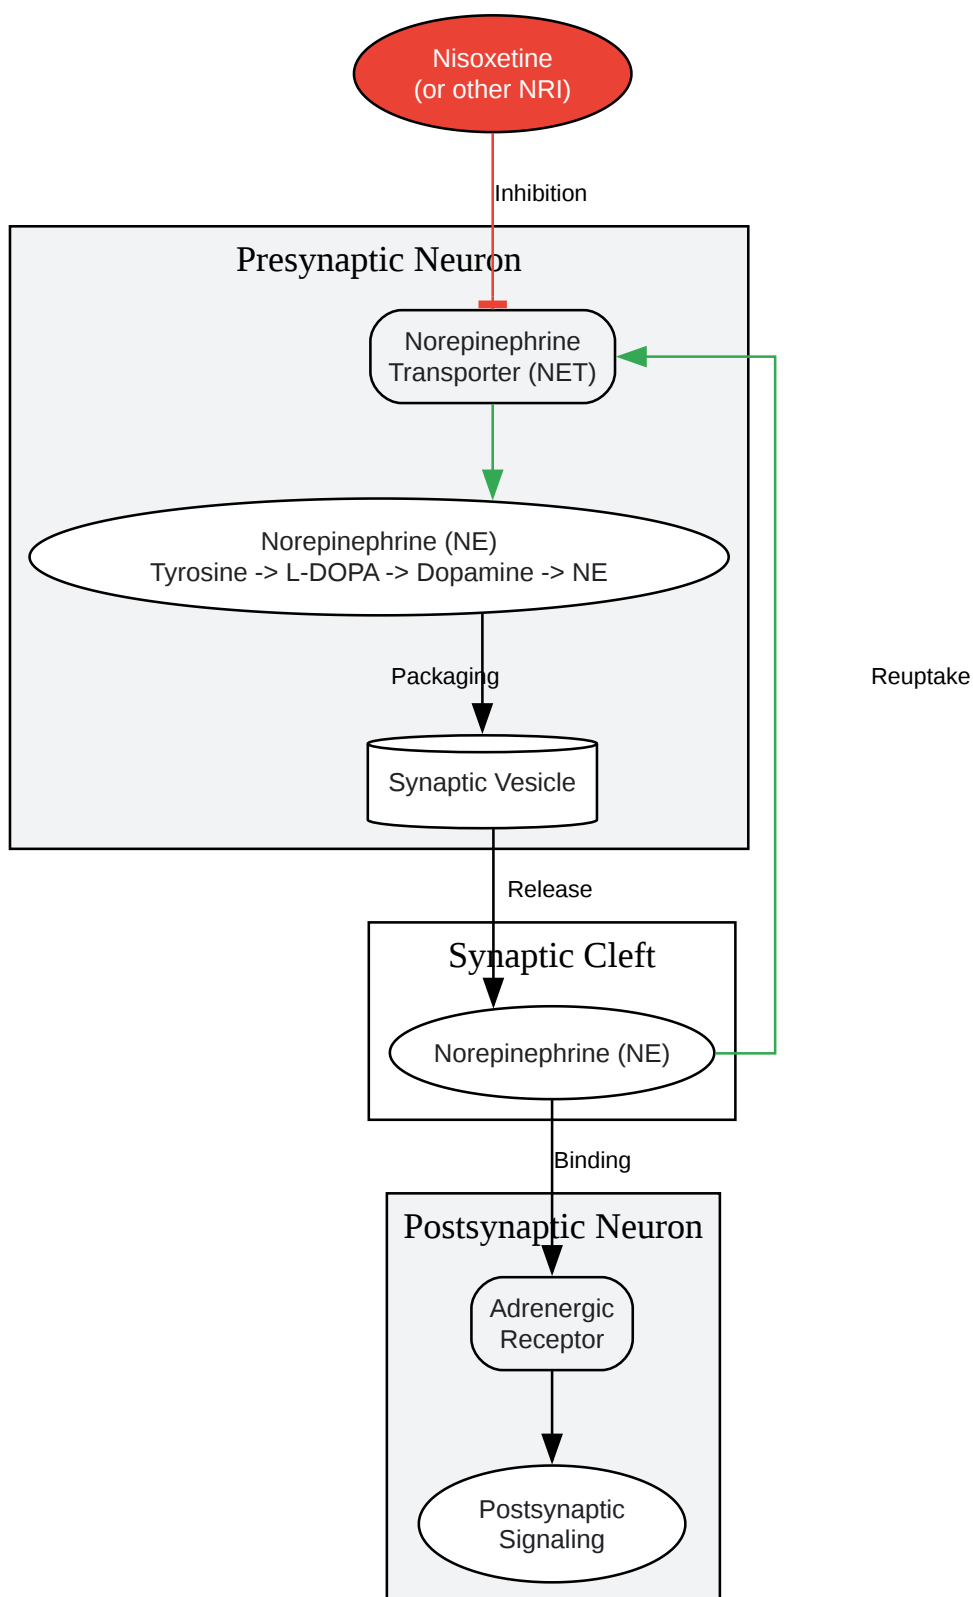 Nisoxetine
(or other NRI)
Inhibition
Presynaptic Neuron
Norepinephrine
Transporter (NET)
Norepinephrine (NE)
Tyrosine -> L-DOPA -> Dopamine -> NE
Packaging
Reuptake
Synaptic Vesicle
Release
Synaptic Cleft
Norepinephrine (NE)
Binding
Postsynaptic Neuron
Adrenergic
Receptor
Postsynaptic
Signaling